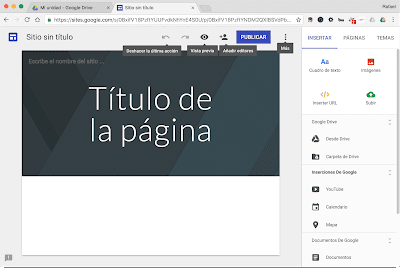 Mi unidad - Google Drive
Sitio sin título
Rafael
https://sites.google.com/s/
Sitio sin título
PUBLICAR
INSERTAR
PÁGINAS
TEMAS
Deshacer la última acción
Vista previa
Añadir editores
Más
Escribe el nombre del sitio ...
Título de
la página
Aa
Cuadro de texto
Imágenes
Insertar URL
Subir
Google Drive
Desde Drive
Carpeta de Drive
Inserciones De Google
YouTube
Calendario
Mapa
Documentos De Google
Documentos